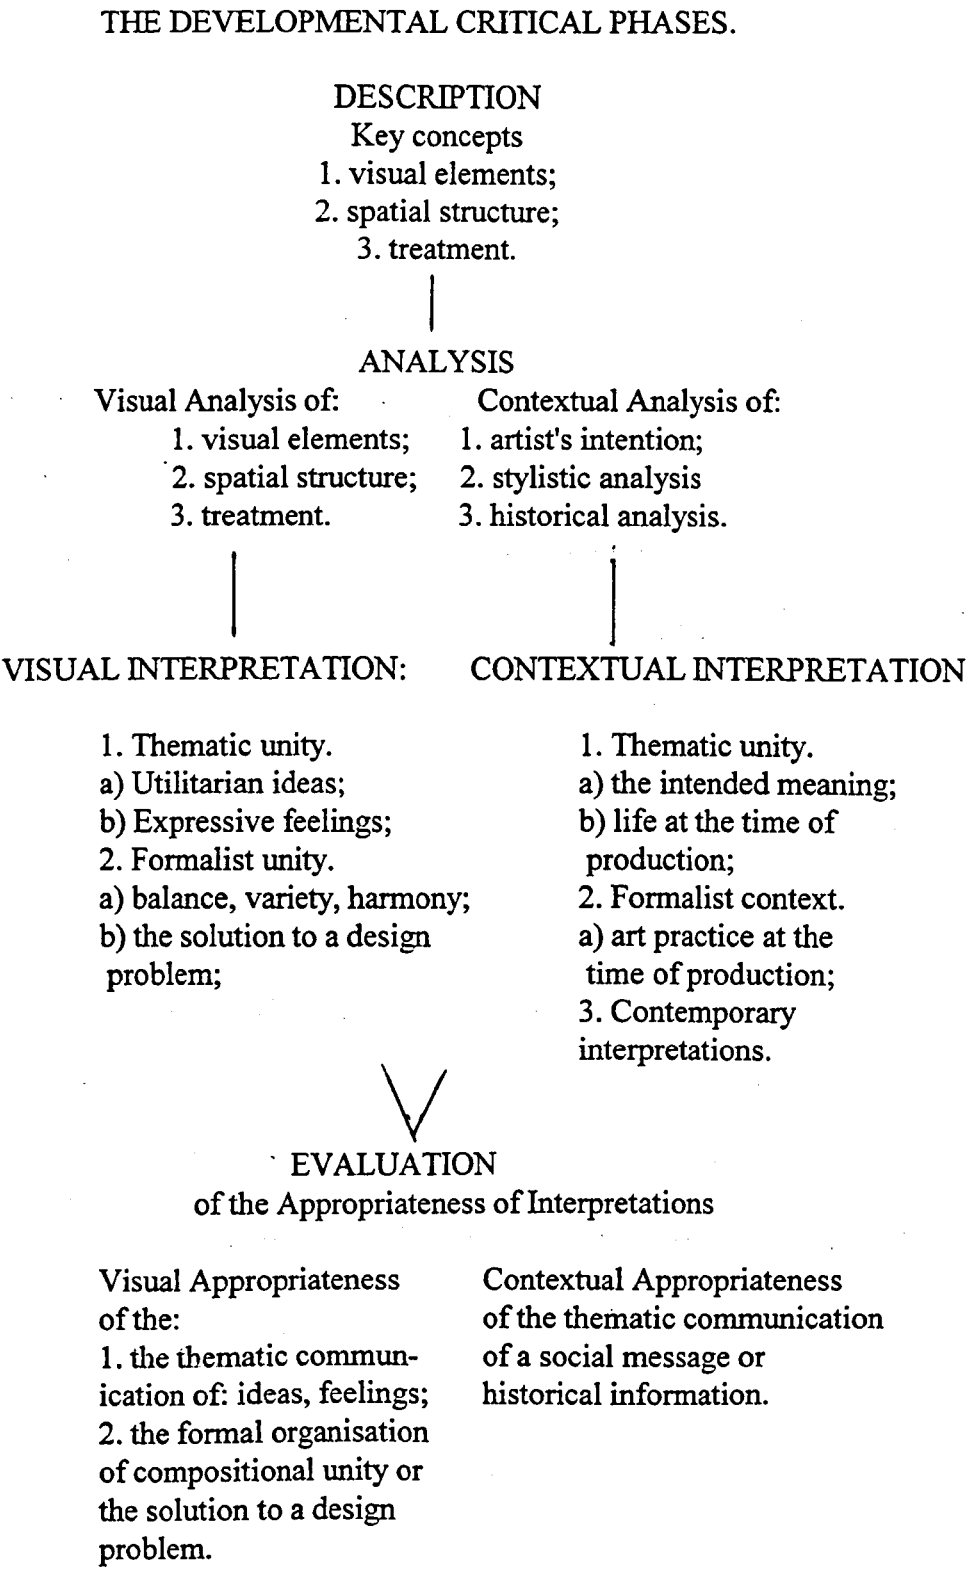 THE DEVELOPMENTAL CRITICAL PHASES.
DESCRIPTION
Key concepts
1. visual elements;
2. spatial structure;
3. treatment.
ANALYSIS
Visual Analysis of:
1. visual elements;
2. spatial structure;
3. treatment.
Contextual Analysis of:
1. artist's intention;
2. stylistic analysis
3. historical analysis.
VISUAL INTERPRETATION:
1. Thematic unity.
a) Utilitarian ideas;
b) Expressive feelings;
2. Formalist unity.
a) balance, variety, harmony;
b) the solution to a design
problem;
CONTEXTUAL INTERPRETATION
1. Thematic unity.
a) the intended meaning;
b) life at the time of
production;
2. Formalist context.
a) art practice at the
time of production;
3. Contemporary
interpretations.
EVALUATION
of the Appropriateness of Interpretations
Visual Appropriateness
of the:
1. the thematic commun-
ication of: ideas, feelings;
2. the formal organisation
of compositional unity or
the solution to a design
problem.
Contextual Appropriateness
of the thematic communication
of a social message or
historical information.